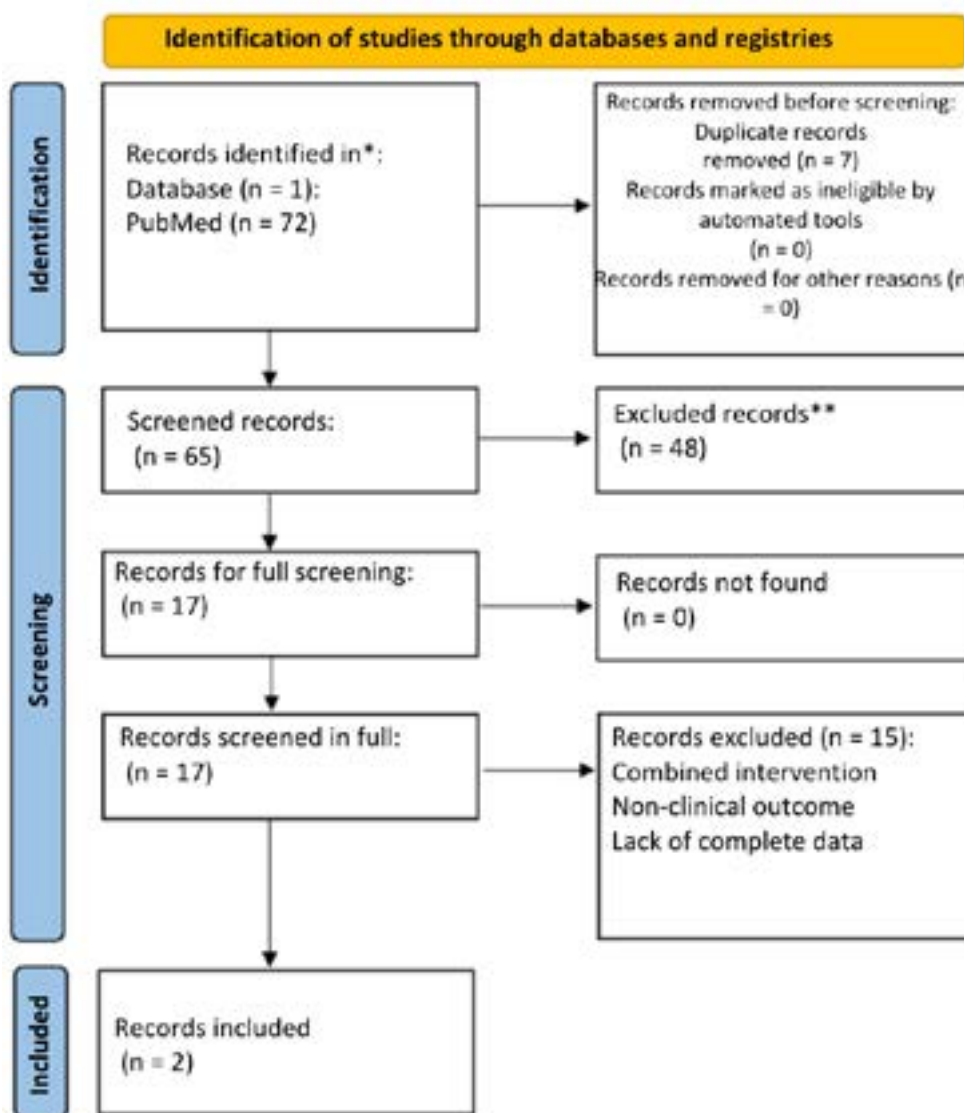 Identification of studies through databases and registries
Identification
Records identified in*:
Database (n = 1):
PubMed (n = 72)
Records removed before screening:
Duplicate records
removed (n = 7)
Records marked as ineligible by
automated tools
(n = 0)
Records removed for other reasons (n
= 0)
Screening
Screened records:
(n = 65)
Excluded records**
(n = 48)
Records for full screening:
(n = 17)
Records not found
(n = 0)
Records screened in full:
(n = 17)
Records excluded (n = 15):
Combined intervention
Non-clinical outcome
Lack of complete data
Included
Records included
(n = 2)